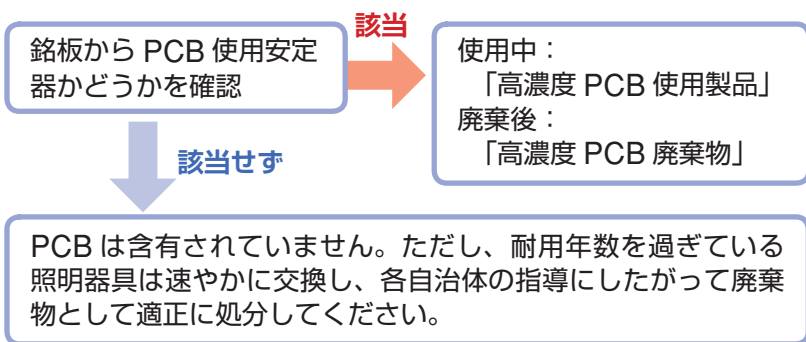 銘板から PCB 使用安定
器かどうかを確認
該当
使用中:
「高濃度 PCB 使用製品」
廃棄後:
「高濃度 PCB 廃棄物」
該当せず
PCB は含有されていません。ただし、耐用年数を過ぎている
照明器具は速やかに交換し、各自治体の指導にしたがって廃棄
物として適正に処分してください。